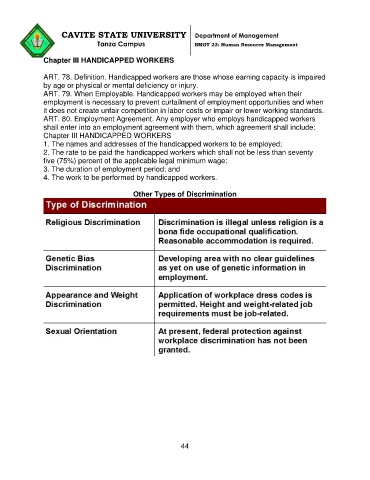 CAVITE STATE UNIVERSITY
Tanza Campus
Department of Management
BMGT 23: Human Resource Management
Chapter III HANDICAPPED WORKERS
ART. 78. Definition. Handicapped workers are those whose earning capacity is impaired
by age or physical or mental deficiency or injury.
ART. 79. When Employable. Handicapped workers may be employed when their
employment is necessary to prevent curtailment of employment opportunities and when
it does not create unfair competition in labor costs or impair or lower working standards.
ART. 80. Employment Agreement. Any employer who employs handicapped workers
shall enter into an employment agreement with them, which agreement shall include:
Chapter III HANDICAPPED WORKERS
1. The names and addresses of the handicapped workers to be employed;
2. The rate to be paid the handicapped workers which shall not be less than seventy
five (75%) percent of the applicable legal minimum wage;
3. The duration of employment period; and
4. The work to be performed by handicapped workers.
Other Types of Discrimination
Type of Discrimination
Religious Discrimination
Discrimination is illegal unless religion is a
bona fide occupational qualification.
Reasonable accommodation is required.
Genetic Bias
Discrimination
Developing area with no clear guidelines
as yet on use of genetic information in
employment.
Appearance and Weight
Discrimination
Application of workplace dress codes is
permitted. Height and weight-related job
requirements must be job-related.
Sexual Orientation
At present, federal protection against
workplace discrimination has not been
granted.
44